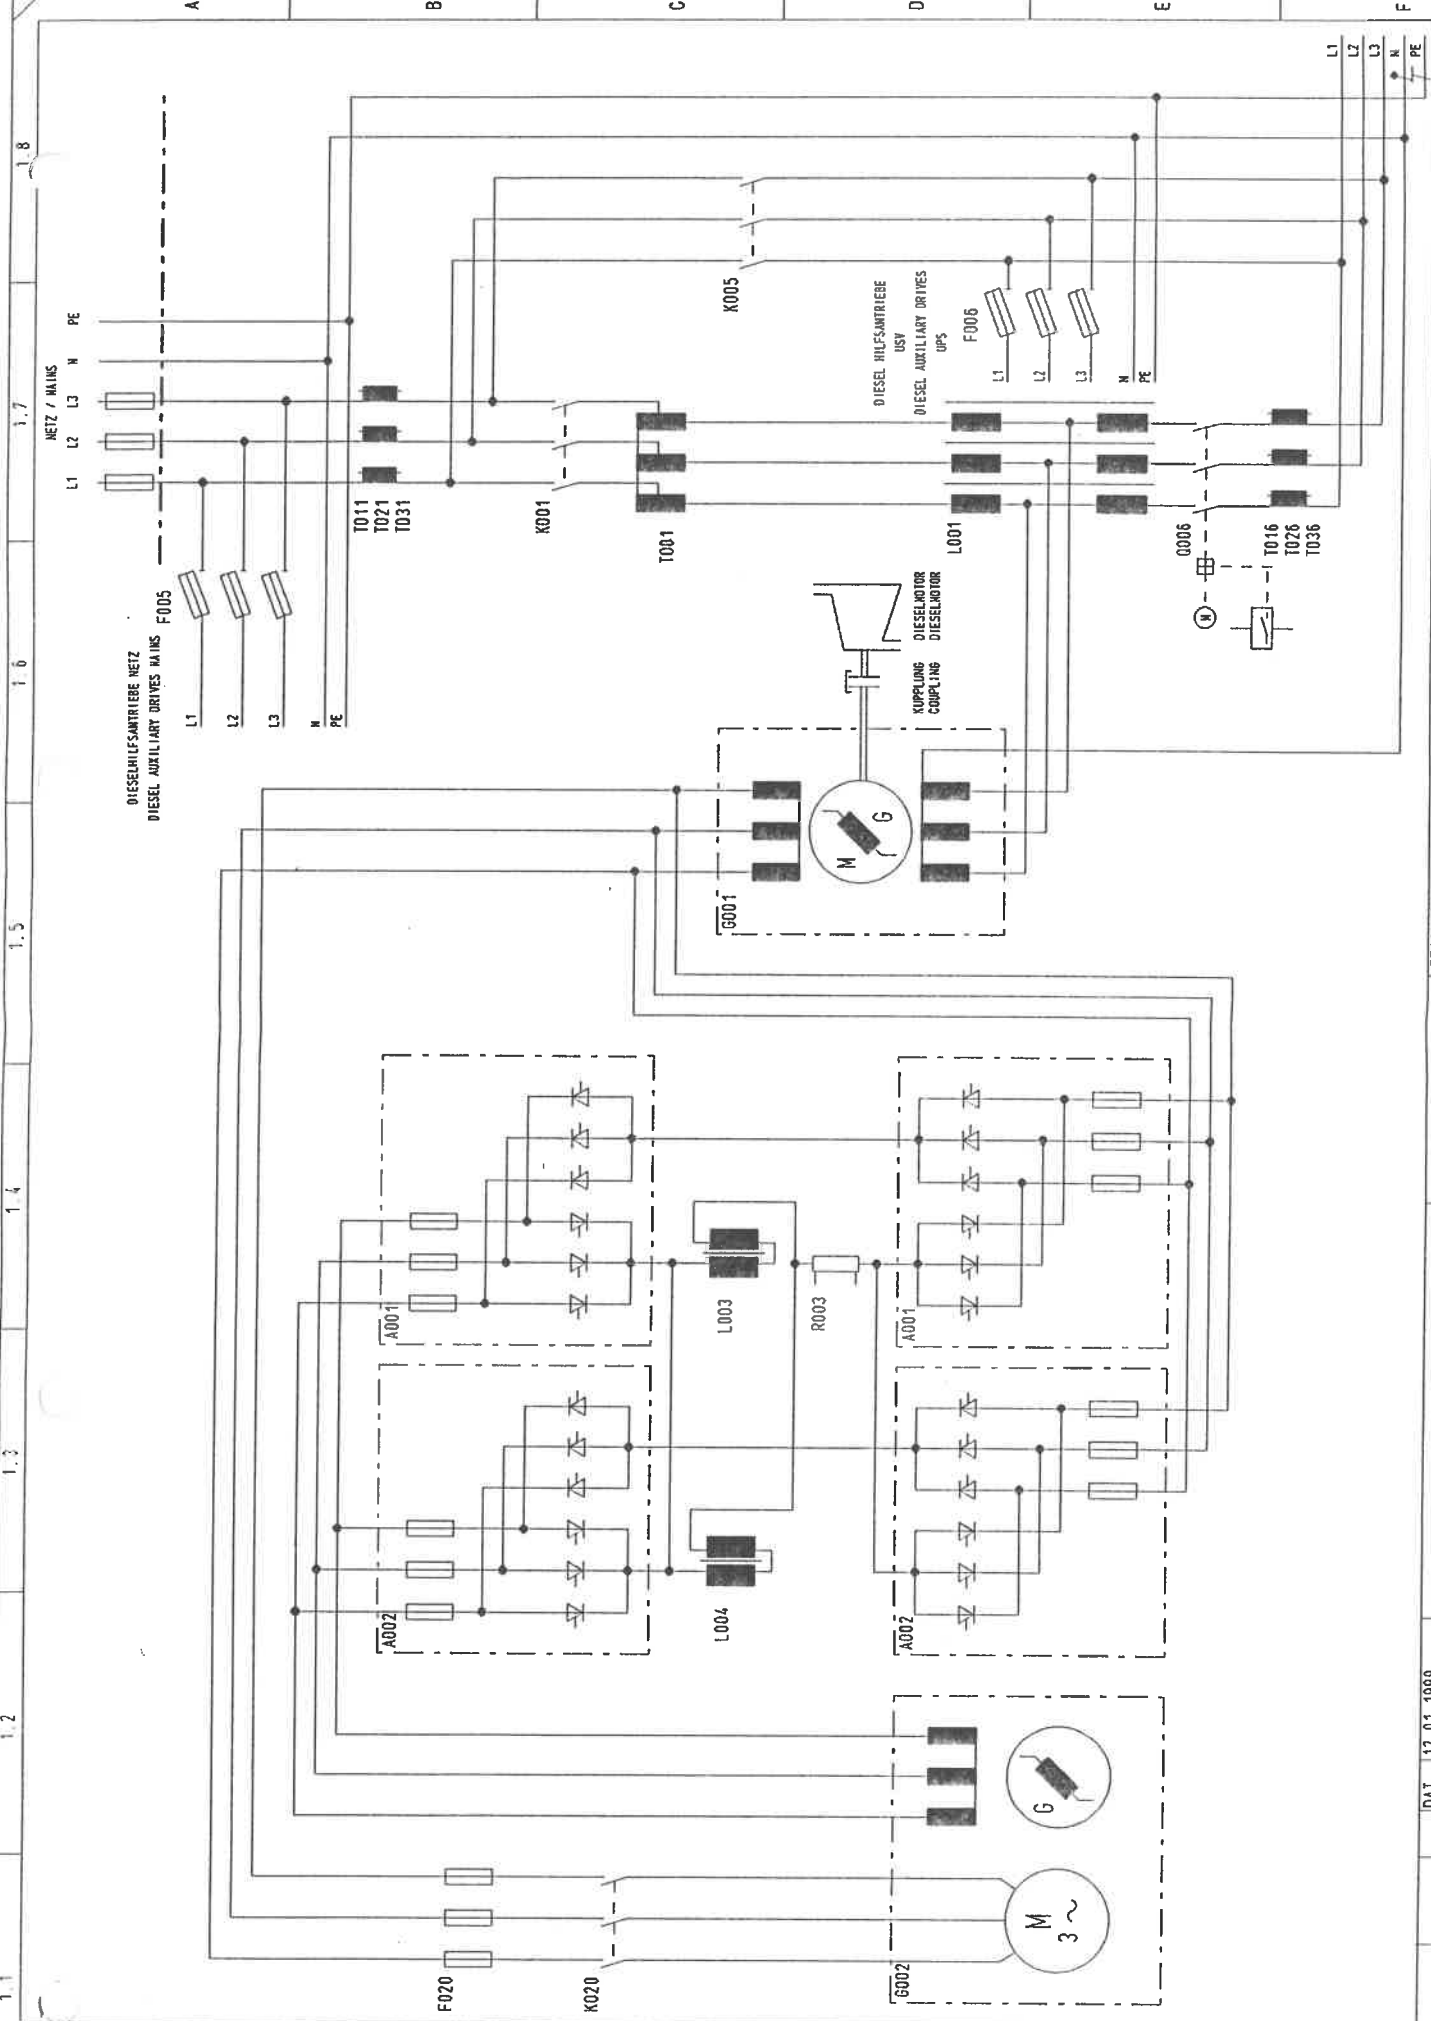 1.1
1.2
1.3
1.4
1.5
1.6
1.7
1.8
A
B
C
D
E
F
NETZ / MAINS
L1
L2
L3
N
PE
DIESELHILFSANTRIEBE NETZ
DIESEL AUXILIARY DRIVES MAINS
F005
L1
L2
L3
N
PE
T011
T021
T031
K001
T001
K005
DIESEL HILFSANTRIEBE
USV
DIESEL AUXILIARY DRIVES
UPS
F006
L1
L2
L3
N
PE
L001
Q006
M
T016
T026
T036
L1
L2
L3
N
PE
DIESELMOTOR
DIESELMOTOR
KUPPLUNG
COUPLING
G001
M
G
A001
A002
L003
L004
R003
A001
A002
F020
K020
G002
M
3 ~
G
DAT
12.01.1999